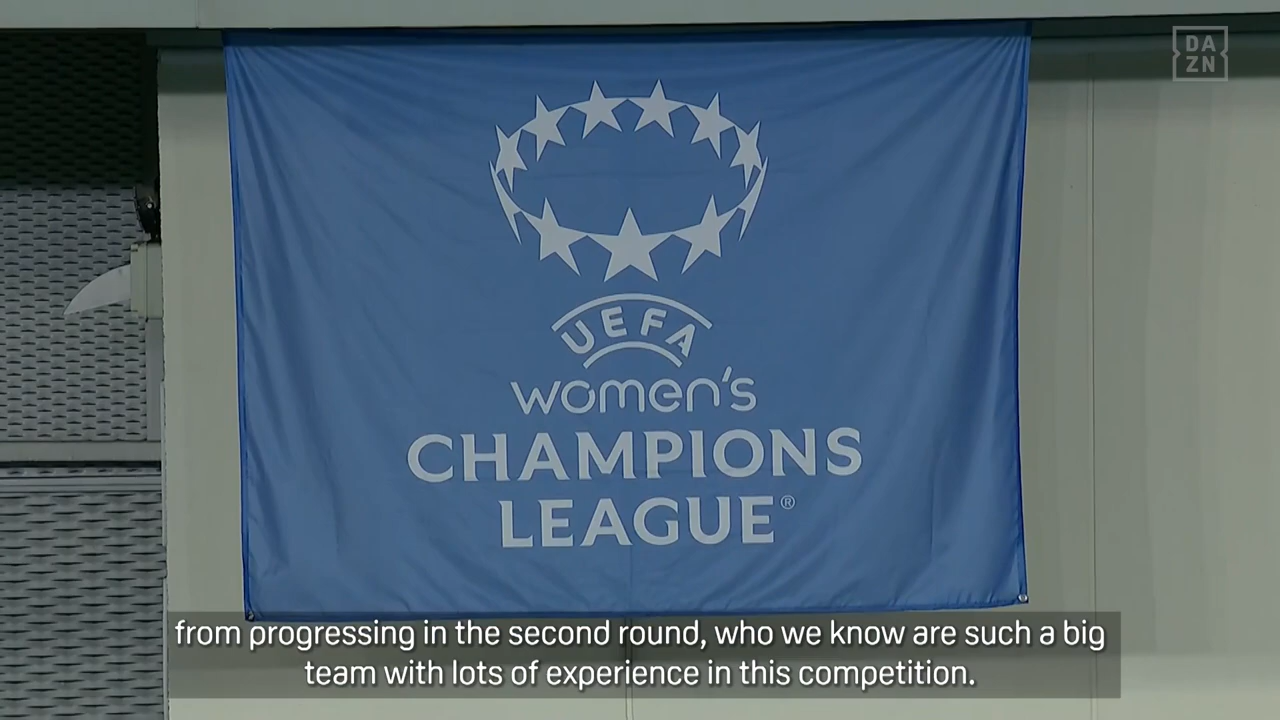 DA
ZN
UEFA
women's
CHAMPIONS
LEAGUE®
from progressing in the second round, who we know are such a big
team with lots of experience in this competition.